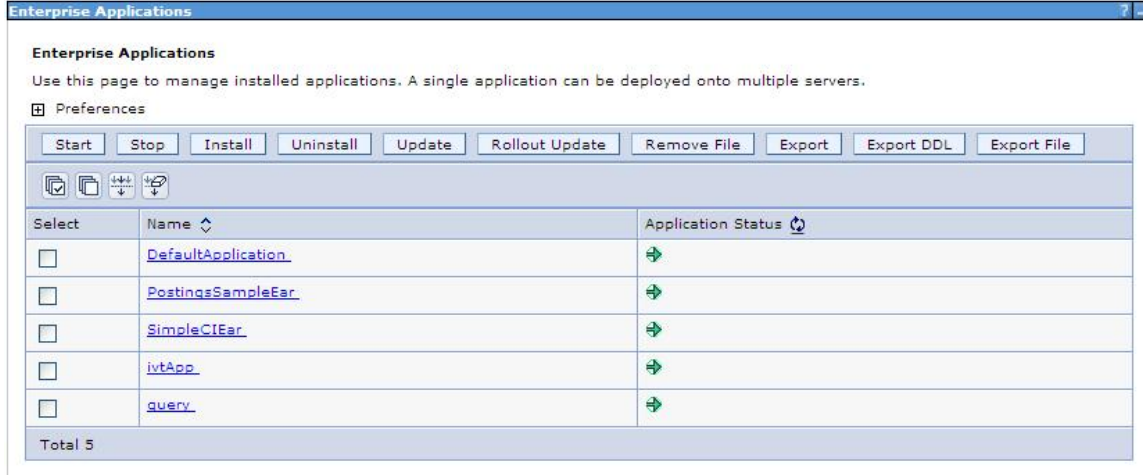 Enterprise Applications ? -
Enterprise Applications
Use this page to manage installed applications. A single application can be deployed onto multiple servers.
Preferences
Start Stop Install Uninstall Update Rollout Update Remove File Export Export DDL Export File
Select Name Application Status
DefaultApplication
PostingsSampleEar
SimpleCIEar
ivtApp
query
Total 5